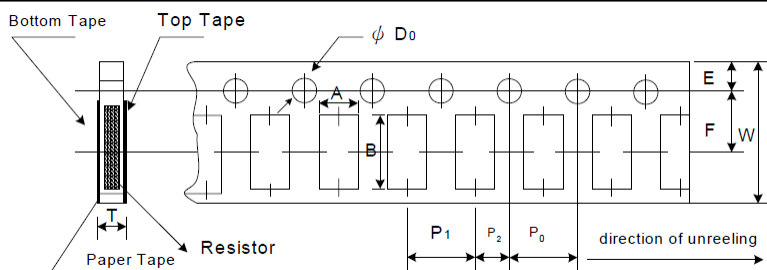 Bottom Tape
Top Tape
ψ D0
E
A
F
W
B
T
P1
P2
P0
Resistor
direction of unreeling
Paper Tape